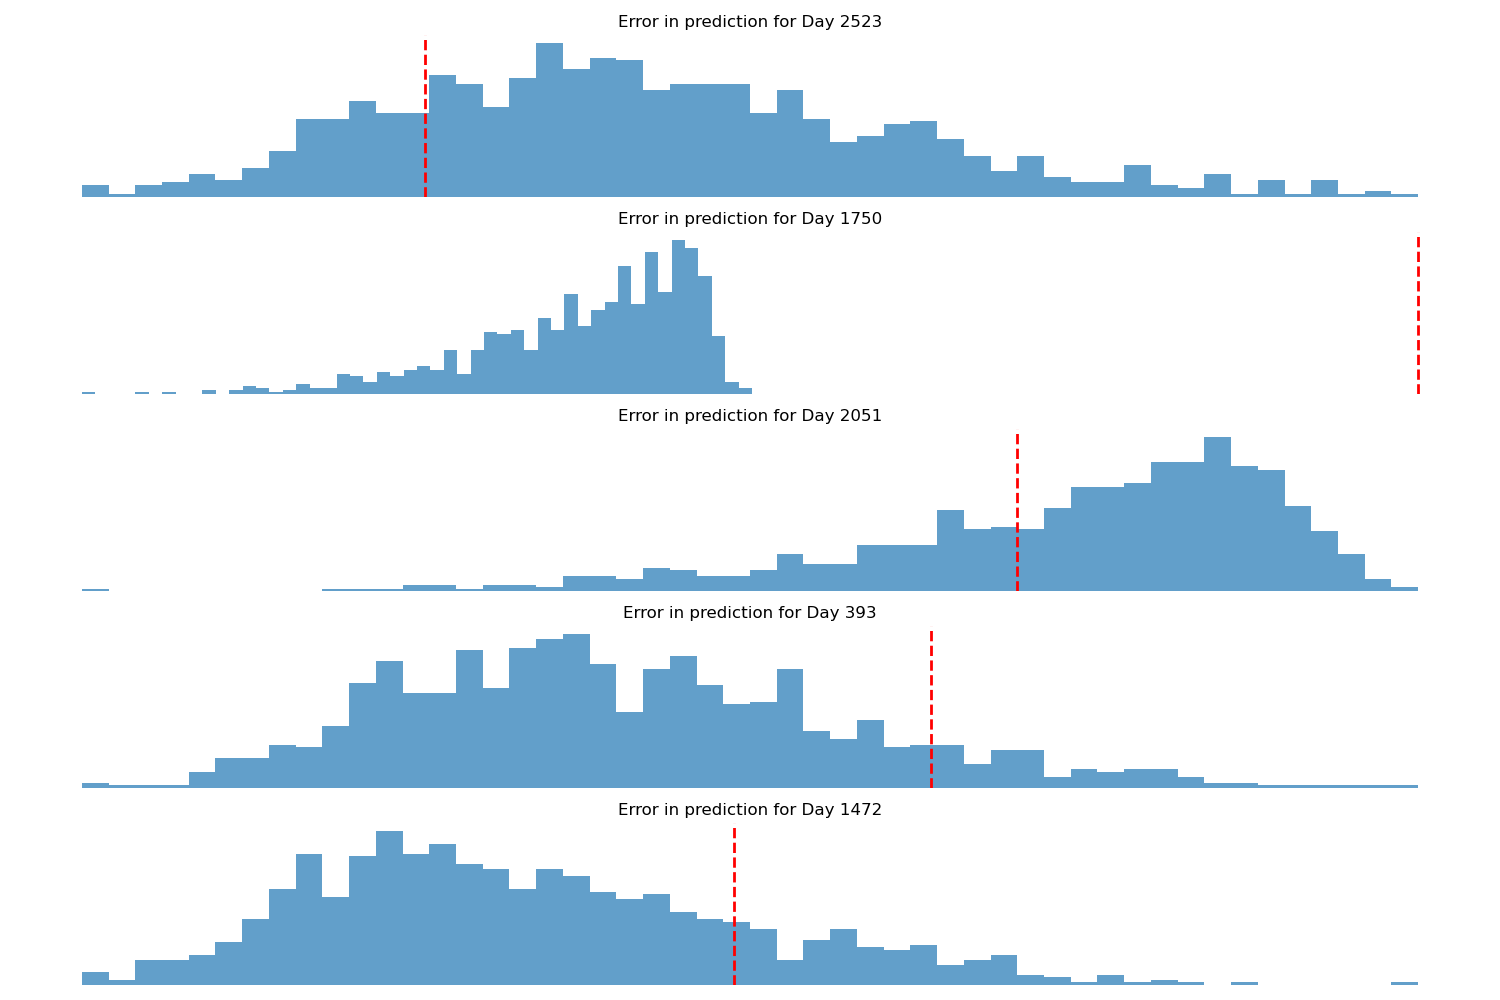 Error in prediction for Day 2523
Error in prediction for Day 1750
Error in prediction for Day 2051
Error in prediction for Day 393
Error in prediction for Day 1472